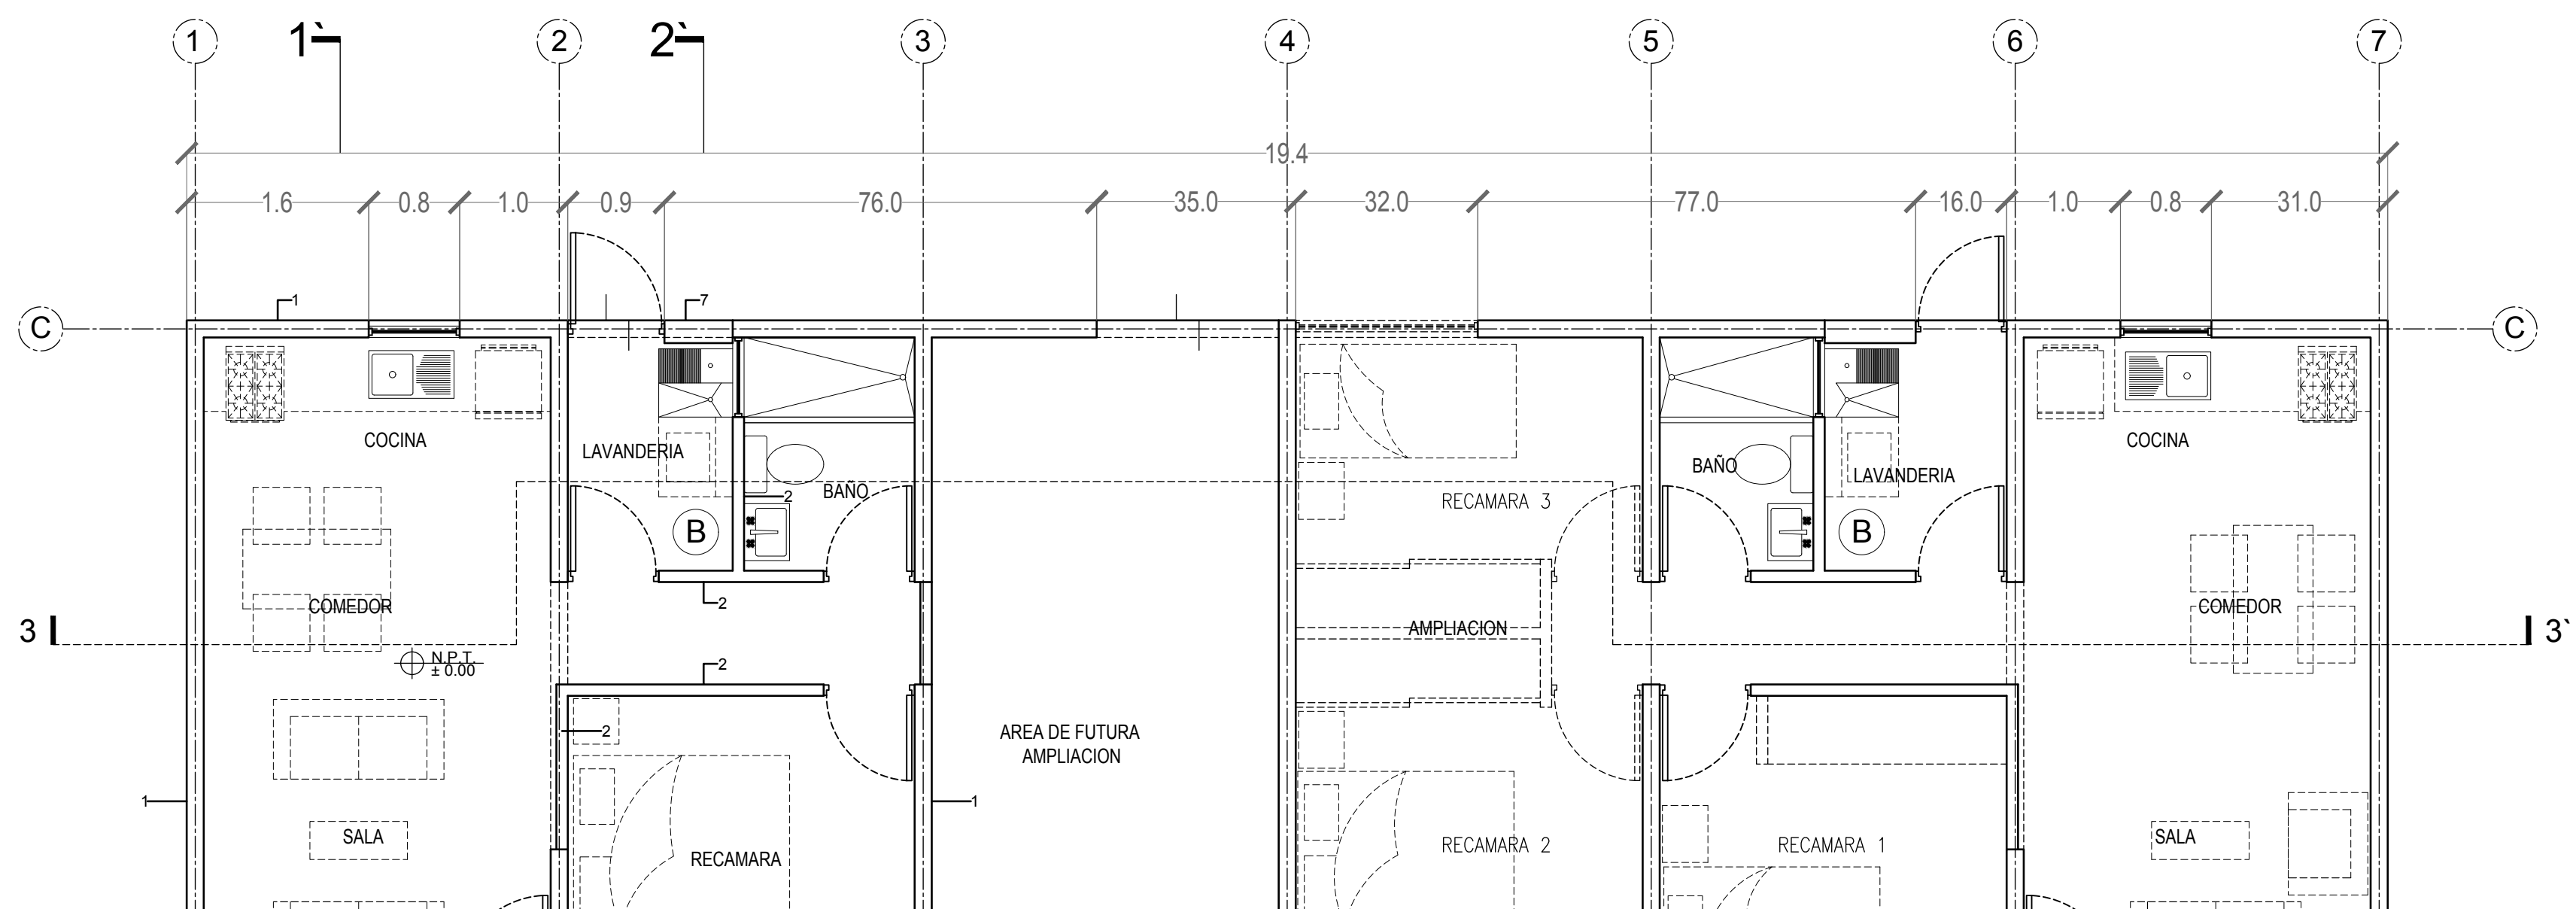 1 1` 2 2` 3 4 5 6 7
19.4
1.6 0.8 1.0 0.9 76.0 35.0 32.0 77.0 16.0 1.0 0.8 31.0
1 7
C C
COCINA COCINA
LAVANDERIA BAÑO LAVANDERIA
2 BAÑO RECAMARA 3
B B
COMEDOR 2 COMEDOR
3 AMPLIACION 3`
N.P.T. 2
± 0.00
2 AREA DE FUTURA
AMPLIACION
1 1
SALA RECAMARA 2 RECAMARA 1 SALA
RECAMARA